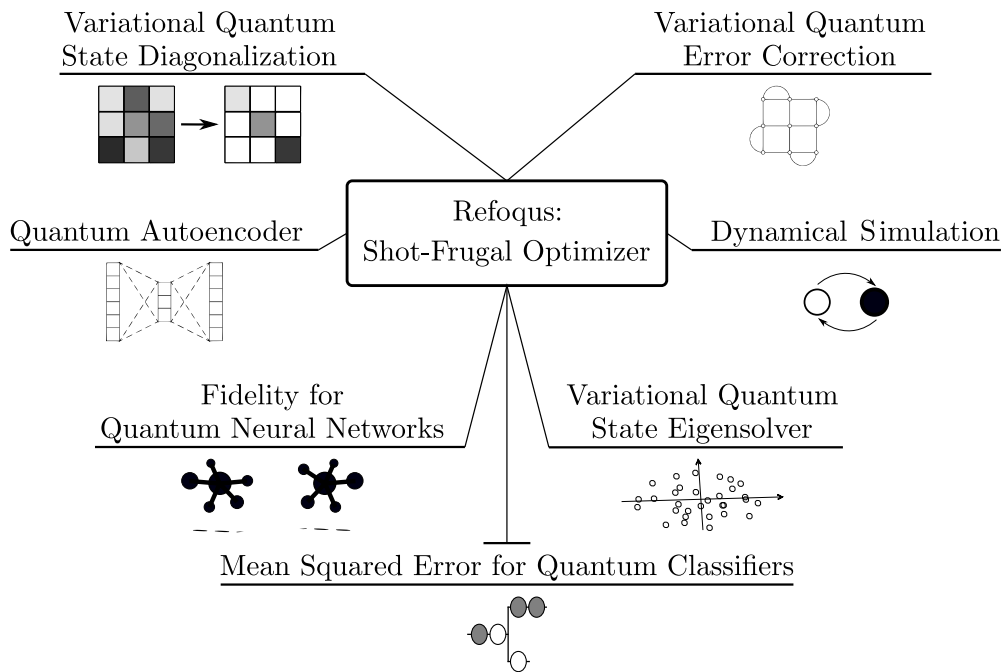 Variational Quantum
State Diagonalization
Variational Quantum
Error Correction
Refoqus:
Shot-Frugal Optimizer
Quantum Autoencoder
Dynamical Simulation
Fidelity for
Quantum Neural Networks
Variational Quantum
State Eigensolver
Mean Squared Error for Quantum Classifiers